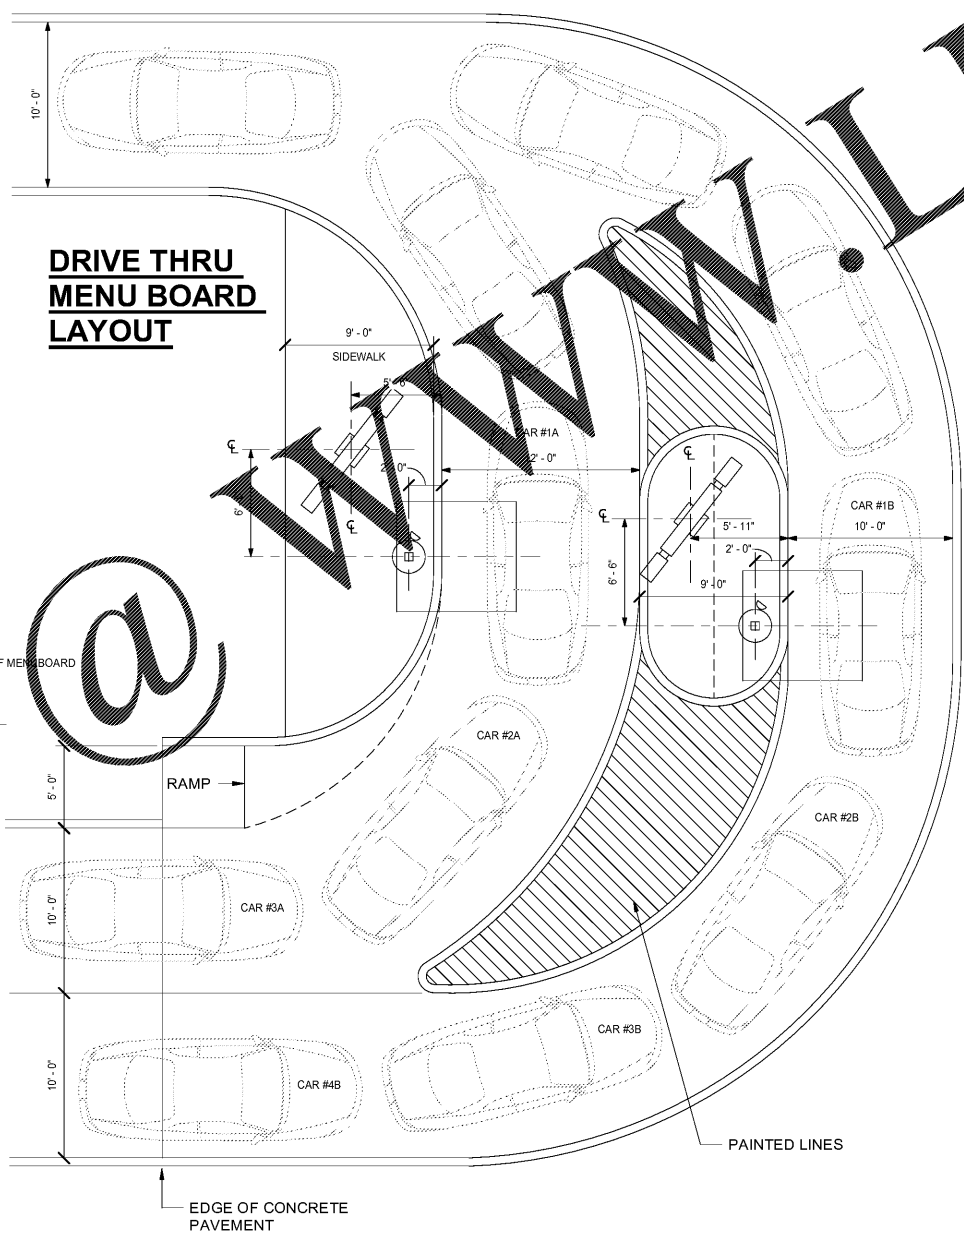 10' - 0"
DRIVE THRU
MENU BOARD
LAYOUT
9' - 0"
SIDEWALK
CAR #1A
CAR #1B
10' - 0"
5' - 11"
2' - 0"
6' - 6"
9' - 0"
@WWW.L
CAR #2A
RAMP
5' - 0"
CAR #2B
CAR #3A
10' - 0"
CAR #3B
CAR #4B
10' - 0"
PAINTED LINES
EDGE OF CONCRETE
PAVEMENT